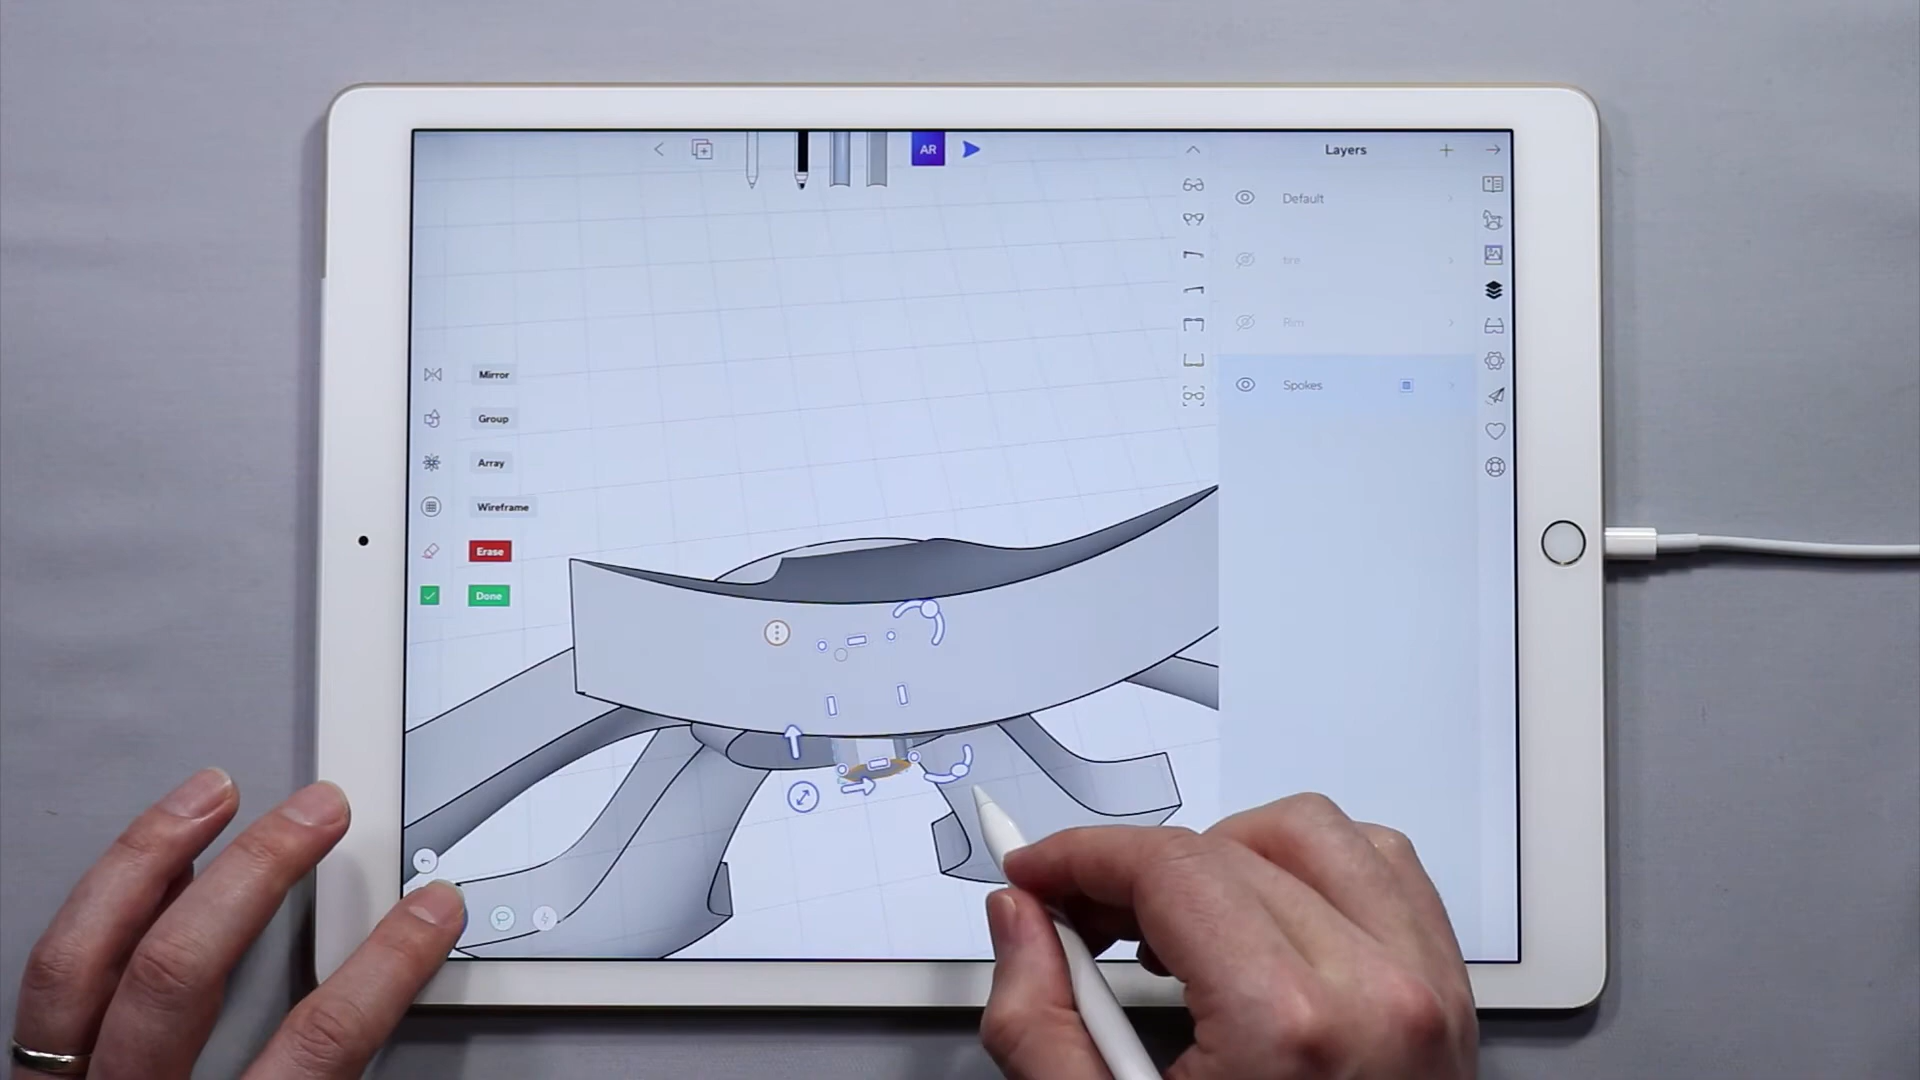 AR
Layers
Default
tire
Rim
Spokes
Mirror
Group
Array
Wireframe
Erase
Done